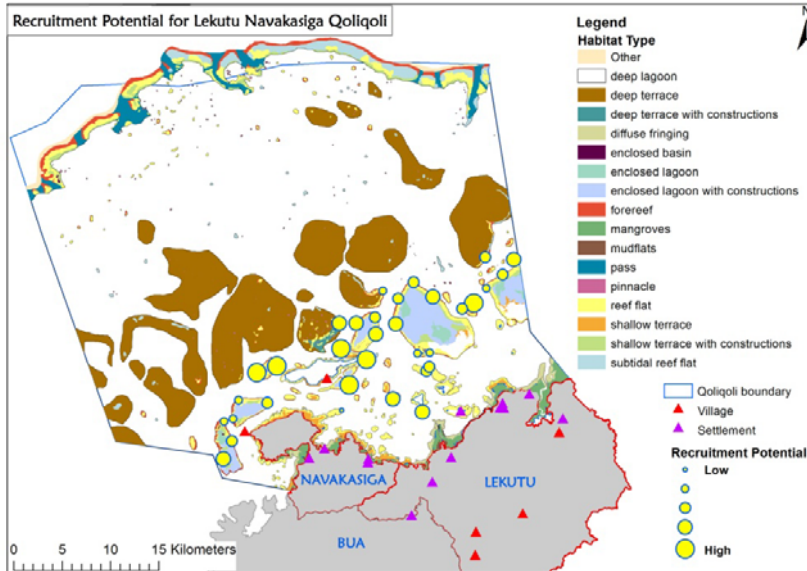 Recruitment Potential for Lekutu Navakasiga Qoliqoli
N
Legend
Habitat Type
Other
deep lagoon
deep terrace
deep terrace with constructions
diffuse fringing
enclosed basin
enclosed lagoon
enclosed lagoon with constructions
forereef
mangroves
mudflats
pass
pinnacle
reef flat
shallow terrace
shallow terrace with constructions
subtidal reef flat
Qoliqoli boundary
Village
Settlement
Recruitment Potential
Low
High
NAVAKASIGA
LEKUTU
BUA
0 5 10 15 Kilometers